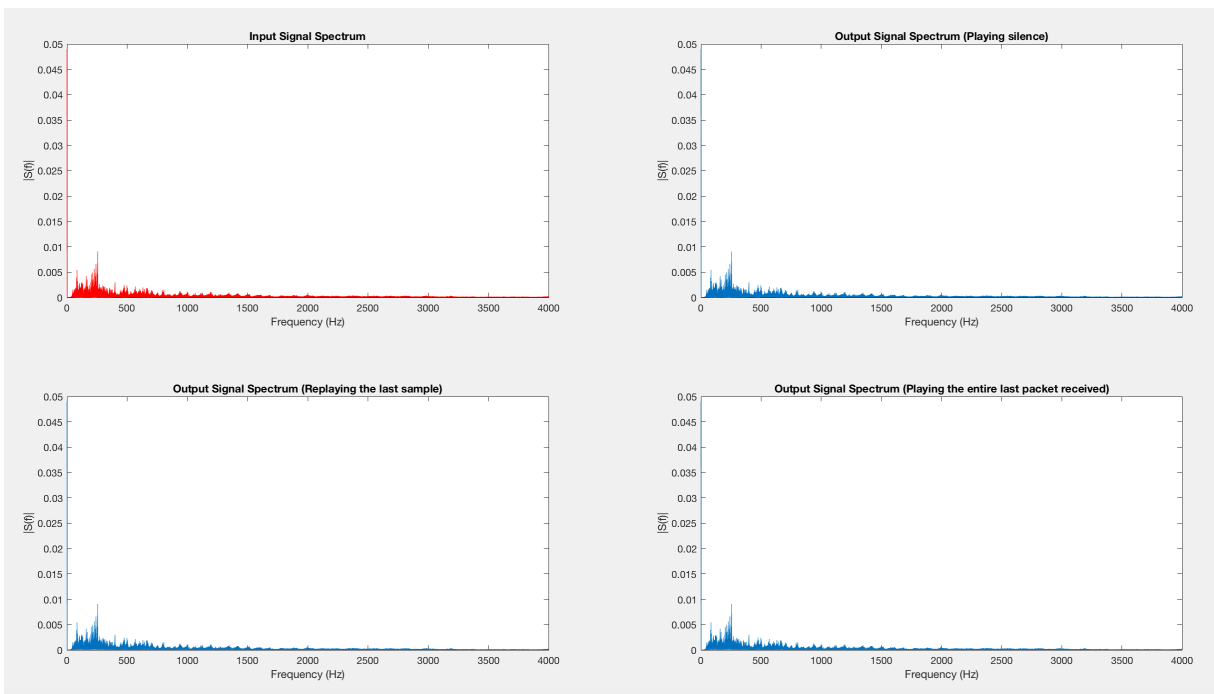 Input Signal Spectrum
0.05
0.045
0.04
0.035
0.03
0.025
0.02
0.015
0.01
0.005
0
|S(f)|
0 500 1000 1500 2000 2500 3000 3500 4000
Frequency (Hz)
Output Signal Spectrum (Playing silence)
0.05
0.045
0.04
0.035
0.03
0.025
0.02
0.015
0.01
0.005
0
|S(f)|
0 500 1000 1500 2000 2500 3000 3500 4000
Frequency (Hz)
Output Signal Spectrum (Replaying the last sample)
0.05
0.045
0.04
0.035
0.03
0.025
0.02
0.015
0.01
0.005
0
|S(f)|
0 500 1000 1500 2000 2500 3000 3500 4000
Frequency (Hz)
Output Signal Spectrum (Playing the entire last packet received)
0.05
0.045
0.04
0.035
0.03
0.025
0.02
0.015
0.01
0.005
0
|S(f)|
0 500 1000 1500 2000 2500 3000 3500 4000
Frequency (Hz)